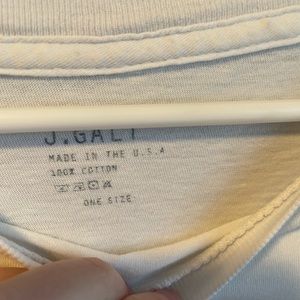 J.GALT
MADE IN THE U.S.A
100% COTTON
ONE SIZE